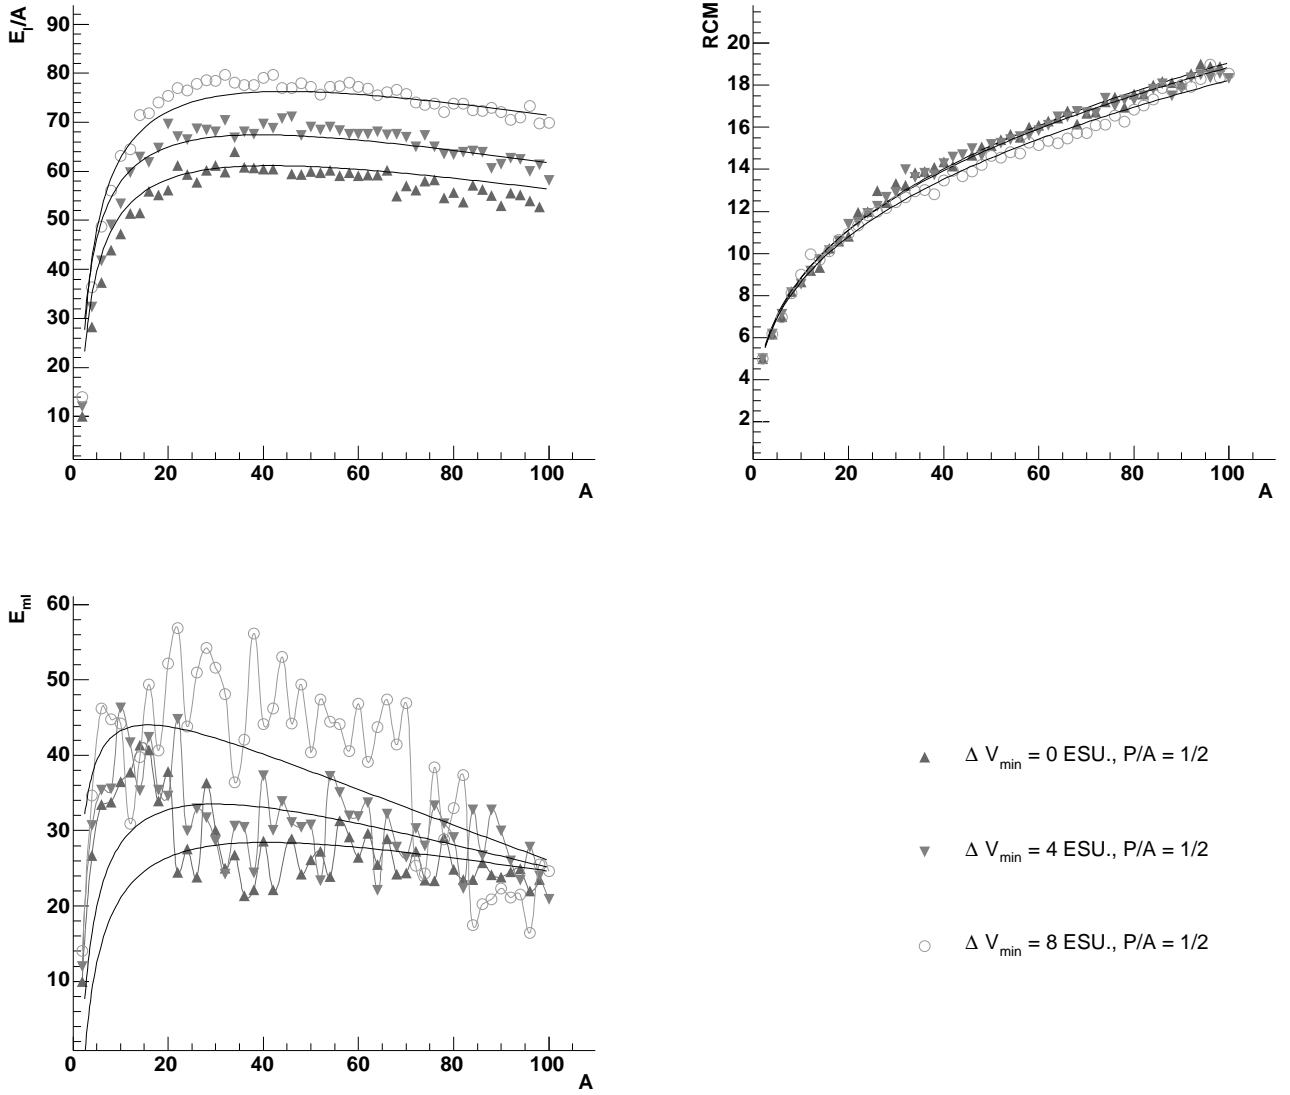 E_l/A
90
80
70
60
50
40
30
20
10
0 20 40 60 80 100
A
RCM
20
18
16
14
12
10
8
6
4
2
0 20 40 60 80 100
A
E_ml
60
50
40
30
20
10
0 20 40 60 80 100
A
Δ V_min = 0 ESU., P/A = 1/2
Δ V_min = 4 ESU., P/A = 1/2
Δ V_min = 8 ESU., P/A = 1/2